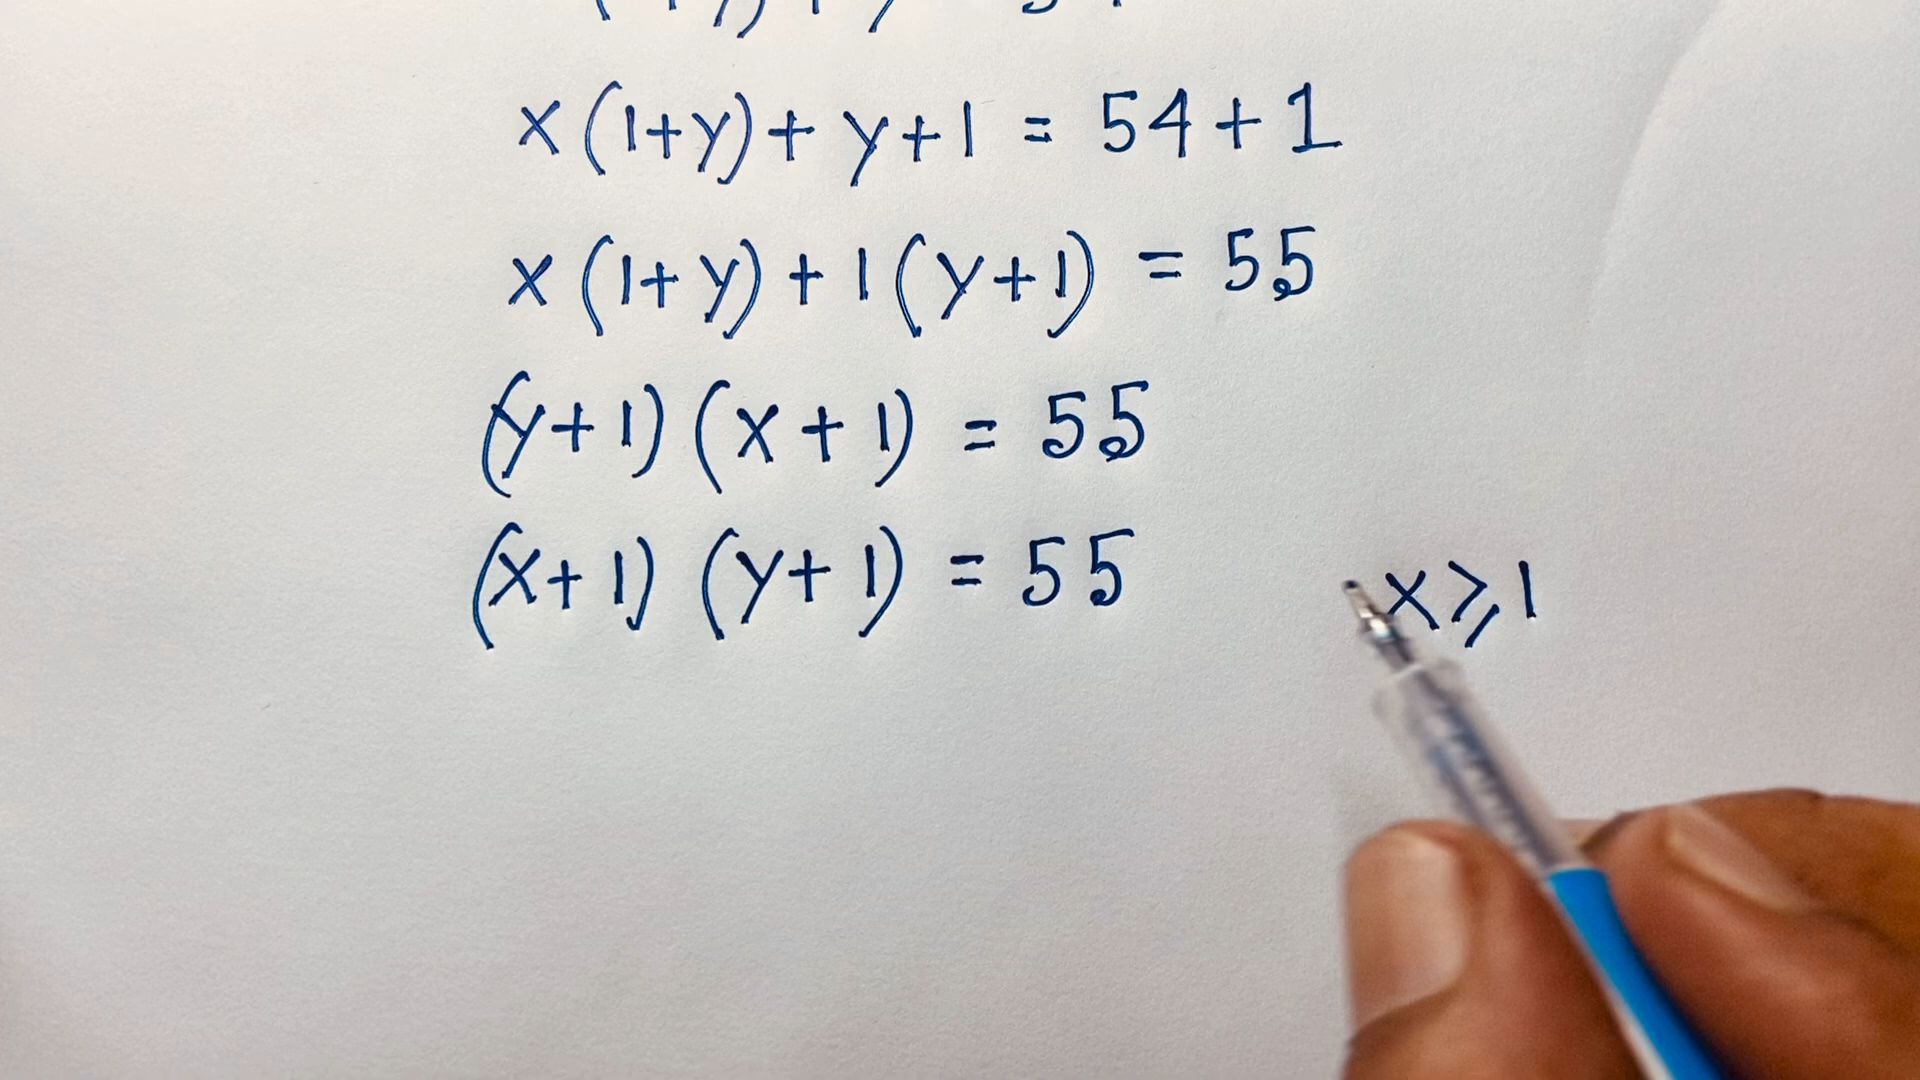 x(1+y)+y+1 = 54+1
x(1+y)+1(y+1) = 55
(y+1)(x+1) = 55
(x+1)(y+1) = 55
x⩾1